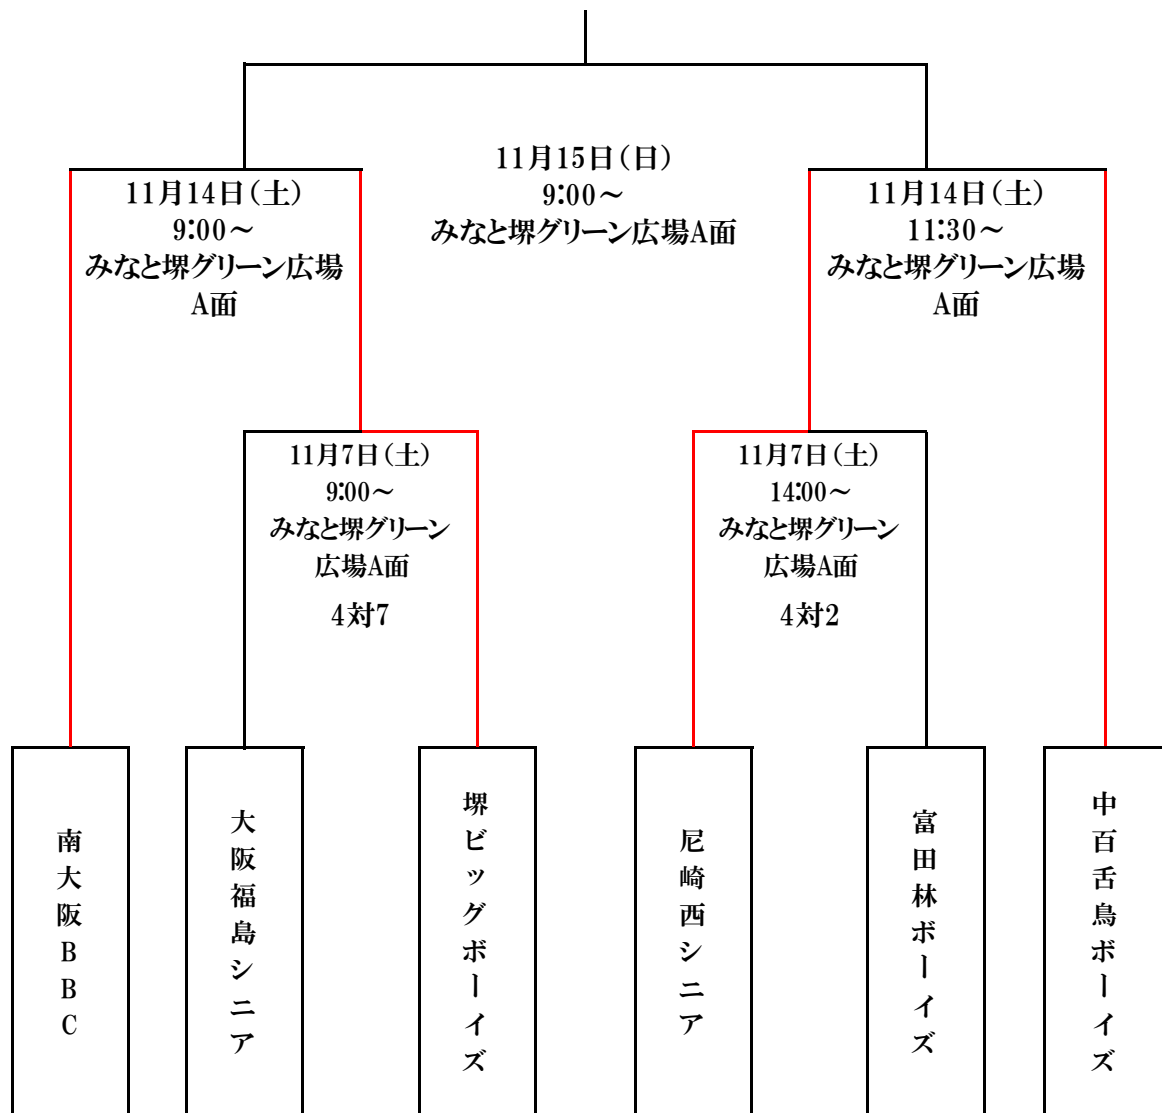 11月15日(日)
9:00～
みなと堺グリーン広場A面
11月14日(土)
9:00～
みなと堺グリーン広場
A面
11月14日(土)
11:30～
みなと堺グリーン広場
A面
11月7日(土)
9:00～
みなと堺グリーン
広場A面
4対7
11月7日(土)
14:00～
みなと堺グリーン
広場A面
4対2
南大阪BBC
大阪福島シニア
堺ビッグボーイズ
尼崎西シニア
富田林ボーイズ
中百舌鳥ボーイズ